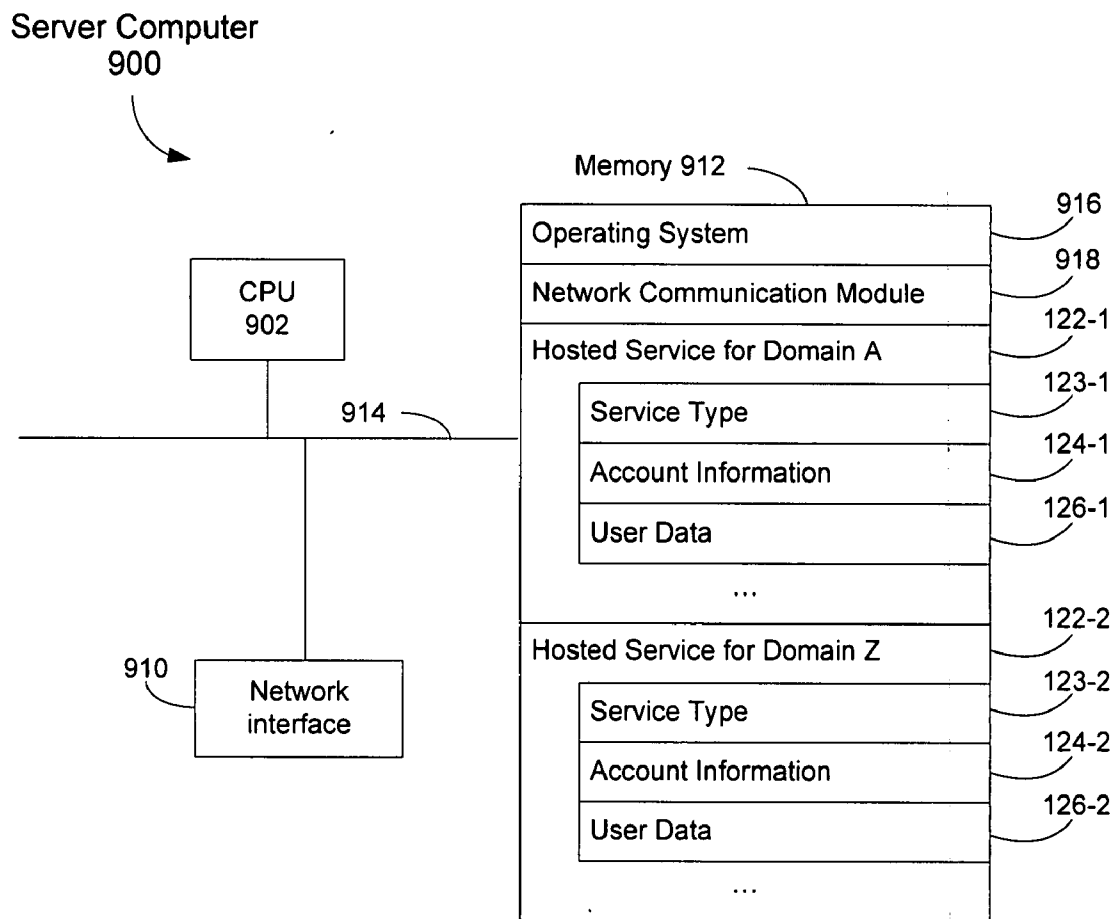 Server Computer
900
Memory 912
916
Operating System
918
Network Communication Module
CPU
902
122-1
Hosted Service for Domain A
123-1
Service Type
914
124-1
Account Information
126-1
User Data
...
122-2
Hosted Service for Domain Z
910
Network
interface
123-2
Service Type
124-2
Account Information
126-2
User Data
...